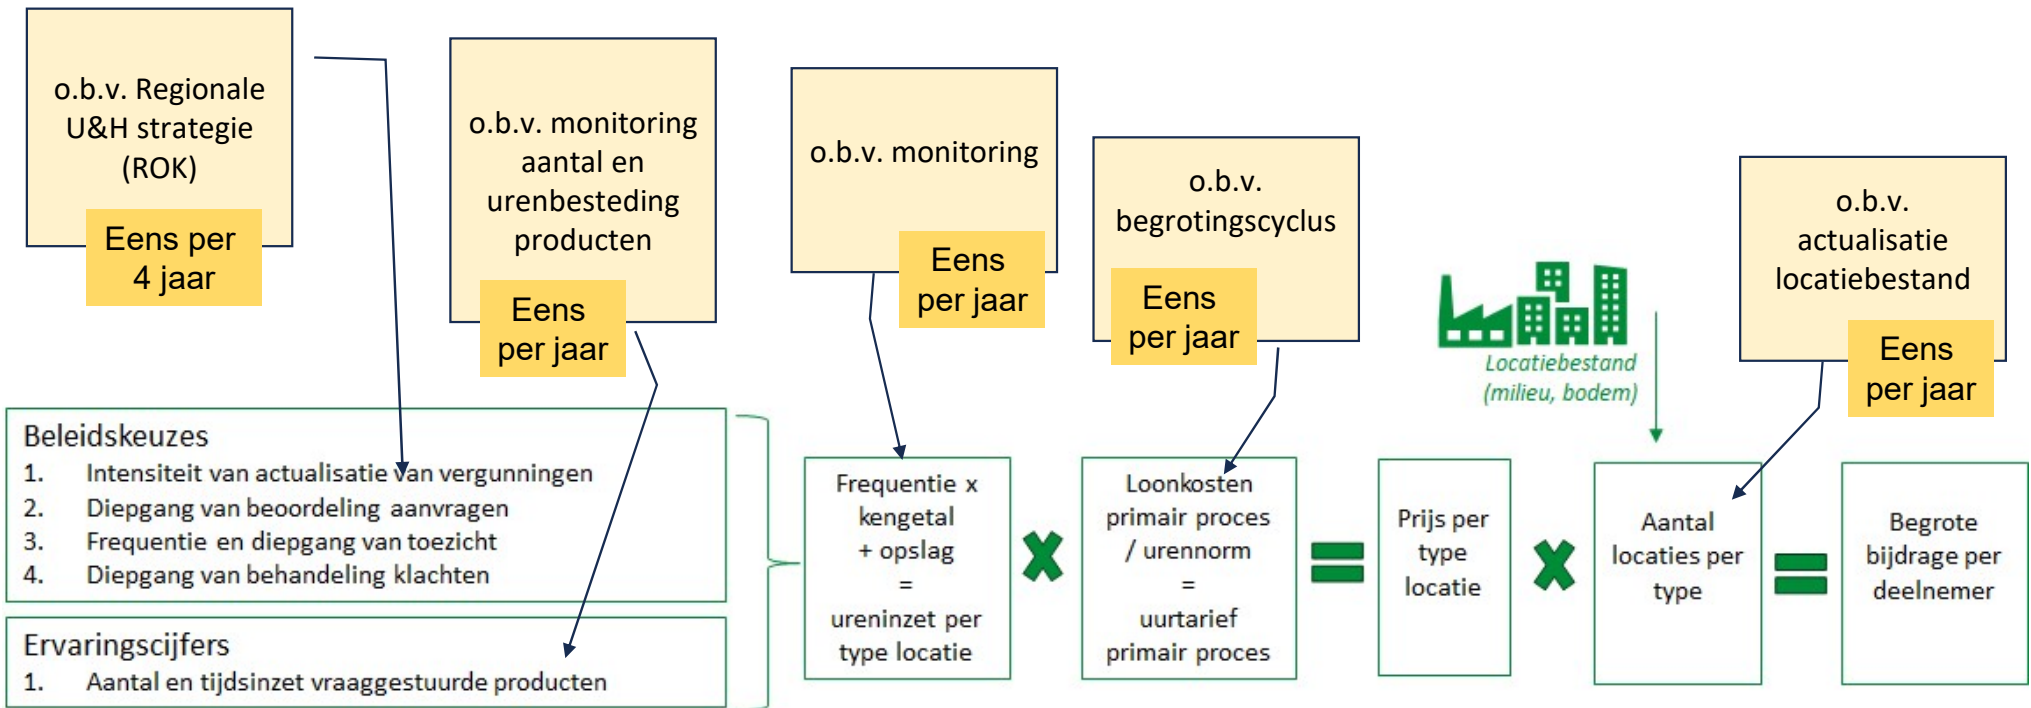 o.b.v. Regionale
U&H strategie
(ROK)
Eens per
4 jaar
o.b.v. monitoring
aantal en
urenbesteding
producten
Eens
per jaar
o.b.v. monitoring
Eens
per jaar
o.b.v.
begrotingscyclus
Eens
per jaar
o.b.v.
actualisatie
locatiebestand
Eens
per jaar
Locatiebestand
(milieu, bodem)
Beleidskeuzes
1. Intensiteit van actualisatie van vergunningen
2. Diepgang van beoordeling aanvragen
3. Frequentie en diepgang van toezicht
4. Diepgang van behandeling klachten
Ervaringscijfers
1. Aantal en tijdsinzet vraaggestuurde producten
Frequentie x
kengetal
+ opslag
=
ureninzet per
type locatie
Loonkosten
primair proces
/ urennorm
=
uurtarief
primair proces
Prijs per
type
locatie
Aantal
locaties per
type
Begrote
bijdrage per
deelnemer